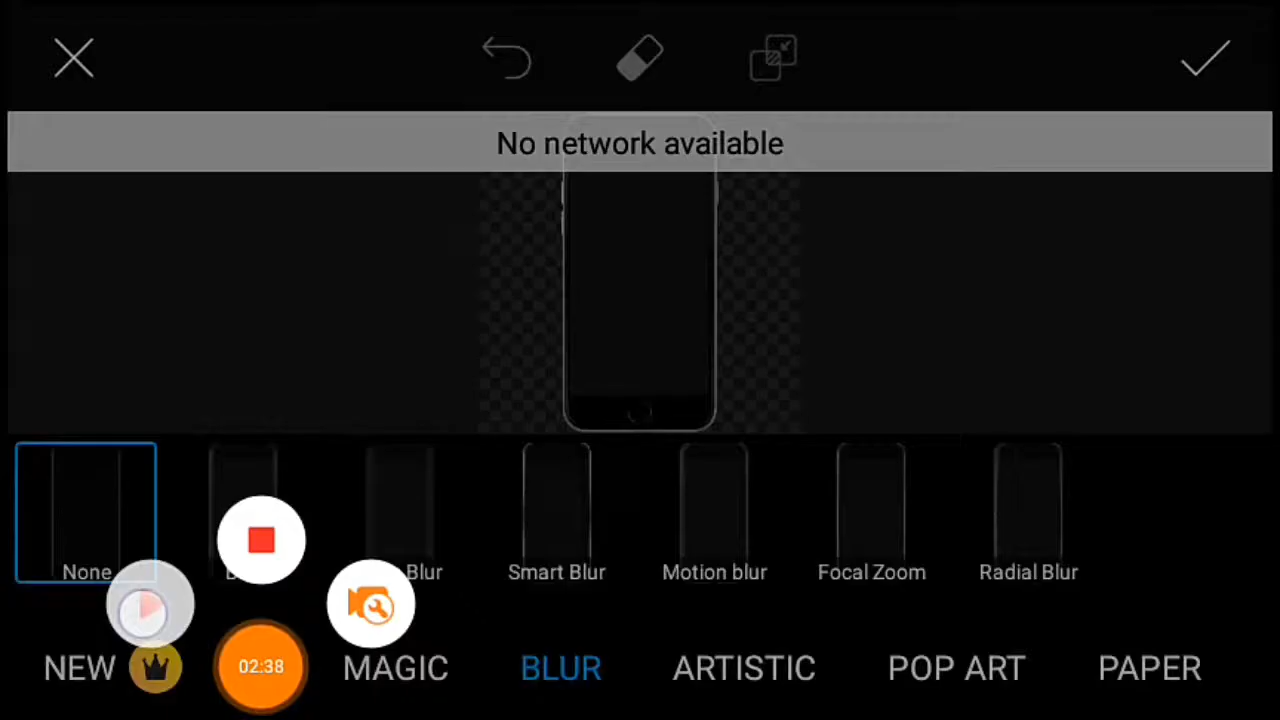 No network available
None
Blur
Smart Blur
Motion blur
Focal Zoom
Radial Blur
NEW
02:38
MAGIC
BLUR
ARTISTIC
POP ART
PAPER